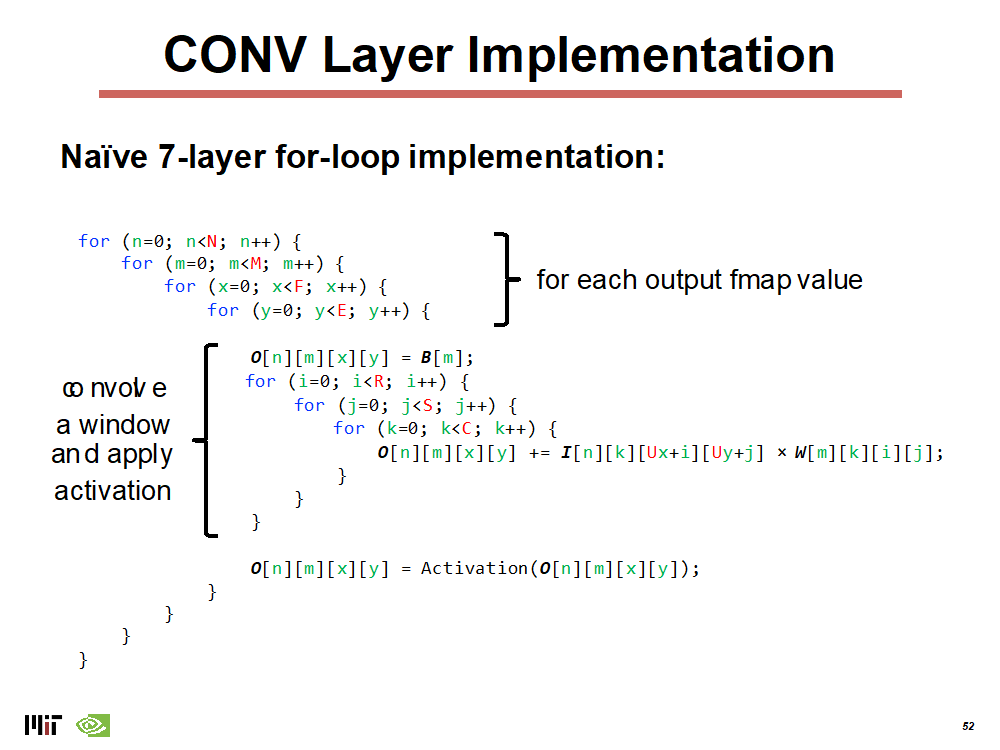 CONV Layer Implementation
Naïve 7-layer for-loop implementation:
for (n=0; n<N; n++) {
for (m=0; m<M; m++) {
for (x=0; x<F; x++) {
for (y=0; y<E; y++) {
for each output fmap value
O[n][m][x][y] = B[m];
for (i=0; i<R; i++) {
for (j=0; j<S; j++) {
for (k=0; k<C; k++) {
O[n][m][x][y] += I[n][k][Ux+i][Uy+j] × W[m][k][i][j];
}
}
}
convolve
a window
and apply
activation
O[n][m][x][y] = Activation(O[n][m][x][y]);
}
}
}
}
MIT
52